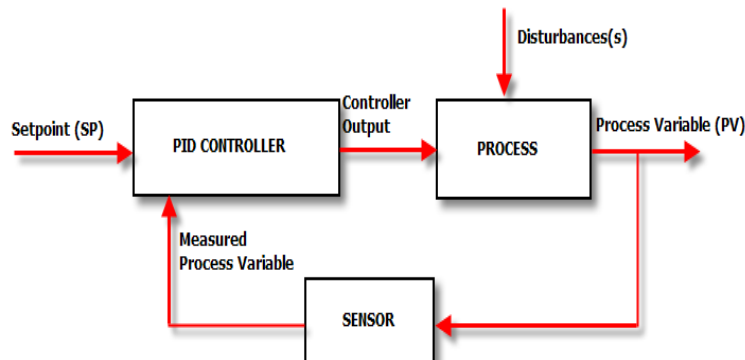 Disturbances(s)
Setpoint (SP)
PID CONTROLLER
Controller
Output
PROCESS
Process Variable (PV)
Measured
Process Variable
SENSOR